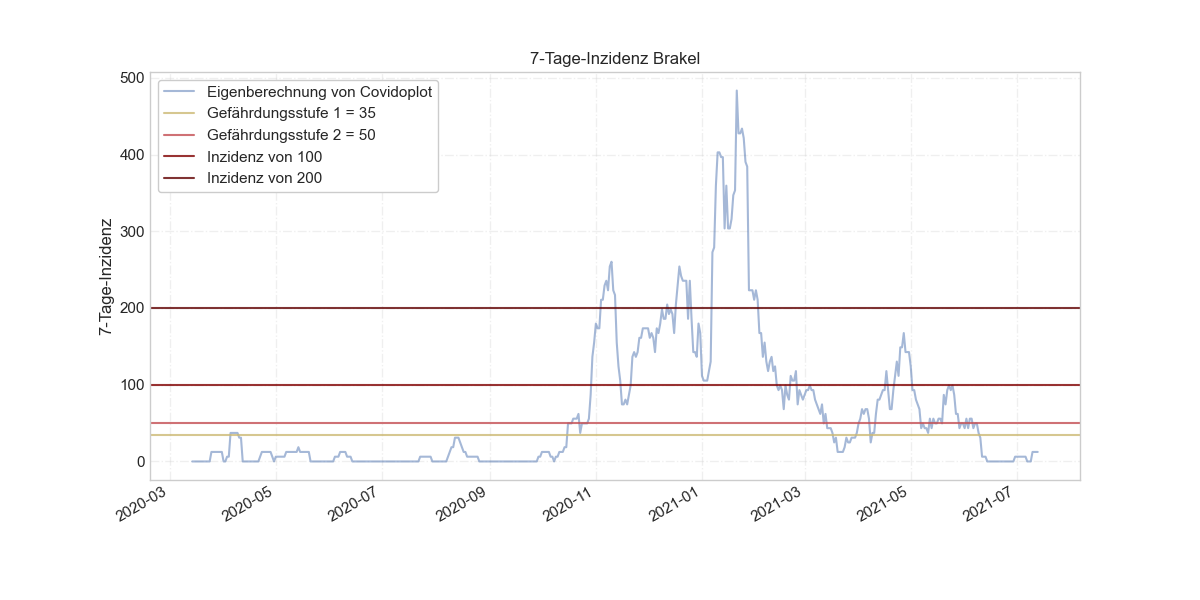 7-Tage-Inzidenz Brakel
500
400
300
200
100
0
7-Tage-Inzidenz
Eigenberechnung von Covidoplot
Gefährdungsstufe 1 = 35
Gefährdungsstufe 2 = 50
Inzidenz von 100
Inzidenz von 200
2020-03
2020-05
2020-07
2020-09
2020-11
2021-01
2021-03
2021-05
2021-07